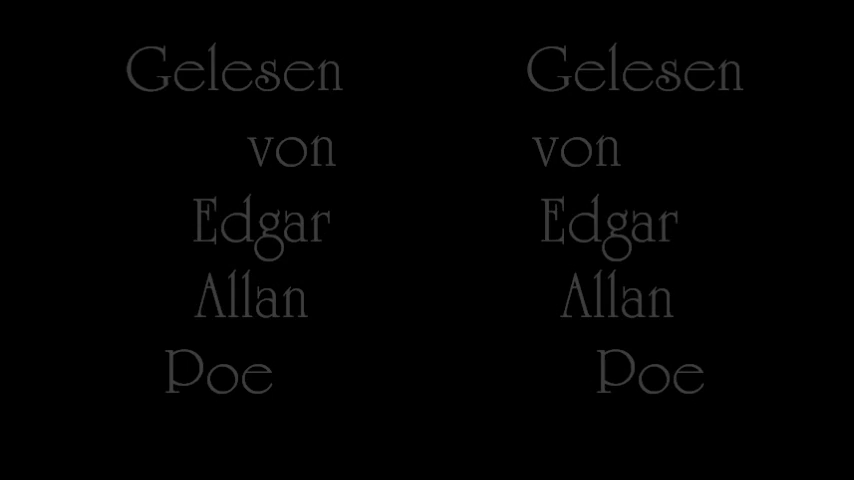 Gelesen Gelesen
von von
Edgar Edgar
Allan Allan
Poe Poe